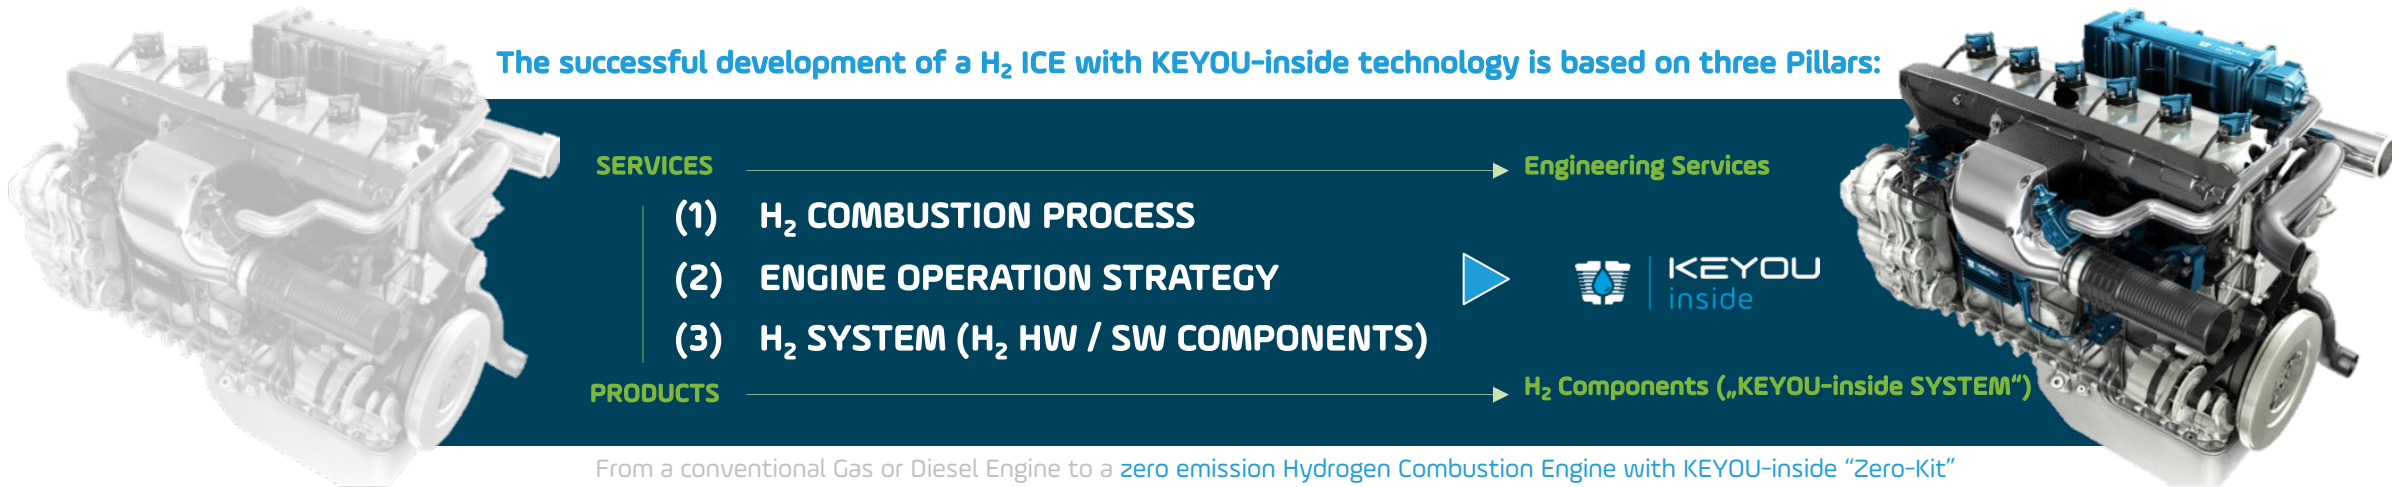 The successful development of a H₂ ICE with KEYOU-inside technology is based on three Pillars:
SERVICES
Engineering Services
(1) H₂ COMBUSTION PROCESS
(2) ENGINE OPERATION STRATEGY
(3) H₂ SYSTEM (H₂ HW / SW COMPONENTS)
KEYOU
inside
PRODUCTS
H₂ Components („KEYOU-inside SYSTEM“)
From a conventional Gas or Diesel Engine to a zero emission Hydrogen Combustion Engine with KEYOU-inside “Zero-Kit”
KEYOU